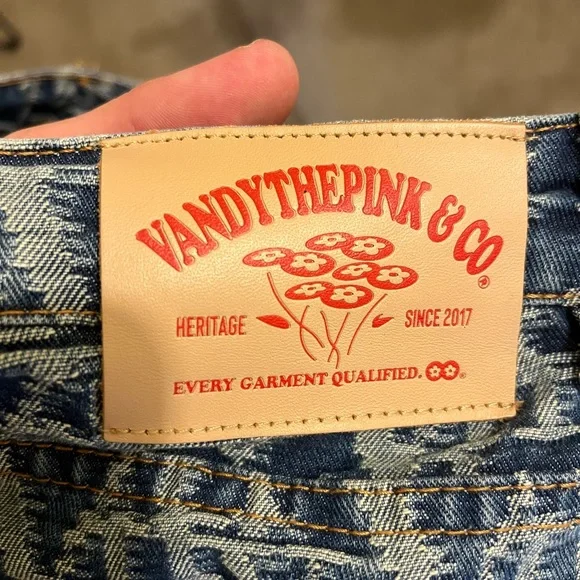 VANDYTHEPINK & CO.®
HERITAGE SINCE 2017
EVERY GARMENT QUALIFIED. ®